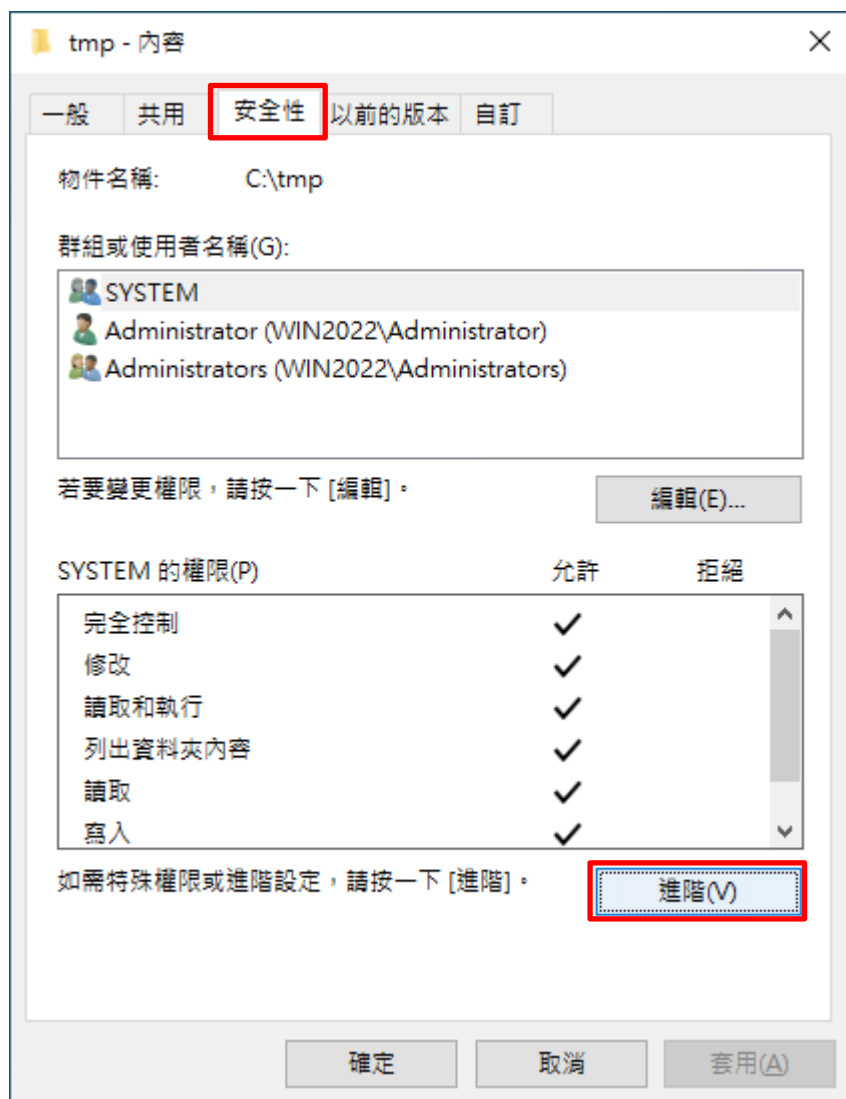 tmp - 內容
一般 共用 安全性 以前的版本 自訂
物件名稱: C:\tmp
群組或使用者名稱(G):
SYSTEM
Administrator (WIN2022\Administrator)
Administrators (WIN2022\Administrators)
若要變更權限，請按一下 [編輯]。
編輯(E)...
SYSTEM 的權限(P) 允許 拒絕
完全控制
修改
讀取和執行
列出資料夾內容
讀取
寫入
如需特殊權限或進階設定，請按一下 [進階]。
進階(V)
確定 取消 套用(A)